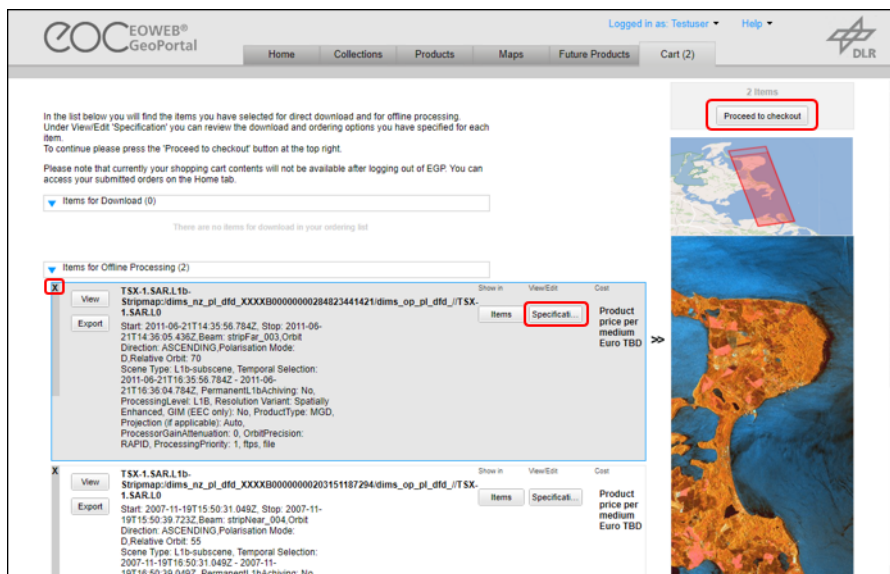 Logged in as: Testuser Help
EOC EOWEB® GeoPortal
DLR
Home Collections Products Maps Future Products Cart (2)
2 Items
Proceed to checkout
In the list below you will find the items you have selected for direct download and for offline processing.
Under View/Edit 'Specification' you can review the download and ordering options you have specified for each
item.
To continue please press the 'Proceed to checkout' button at the top right.
Please note that currently your shopping cart contents will not be available after logging out of EGP. You can
access your submitted orders on the Home tab.
Items for Download (0)
There are no items for download in your ordering list
Items for Offline Processing (2)
X
View
Export
TSX-1.SAR.L1b-
Stripmap:/dims_nz_pl_dfd_XXXXB00000000284823441421/dims_op_pl_dfd_//TSX-
1.SAR.L0
Start: 2011-06-21T14:35:56.784Z, Stop: 2011-06-
21T14:36:05.436Z,Beam: stripFar_003,Orbit
Direction: ASCENDING,Polarisation Mode:
D,Relative Orbit: 70
Scene Type: L1b-subscene, Temporal Selection:
2011-06-21T16:35:56.784Z - 2011-06-
21T16:36:04.784Z, PermanentL1bAchiving: No,
ProcessingLevel: L1B, Resolution Variant: Spatially
Enhanced, GIM (EEC only): No, ProductType: MGD,
Projection (if applicable): Auto,
ProcessorGainAttenuation: 0, OrbitPrecision:
RAPID, ProcessingPriority: 1, ftps, file
Show in View/Edit Cost
Items Specificati...
Product
price per
medium
Euro TBD
>>
X
View
Export
TSX-1.SAR.L1b-
Stripmap:/dims_nz_pl_dfd_XXXXB00000000203151187294/dims_op_pl_dfd_//TSX-
1.SAR.L0
Start: 2007-11-19T15:50:31.049Z, Stop: 2007-11-
19T15:50:39.723Z,Beam: stripNear_004,Orbit
Direction: ASCENDING,Polarisation Mode:
D,Relative Orbit: 55
Scene Type: L1b-subscene, Temporal Selection:
2007-11-19T16:50:31.049Z - 2007-11-
19T16:50:39.049Z, PermanentL1bAchiving: No,
Show in View/Edit Cost
Items Specificati...
Product
price per
medium
Euro TBD